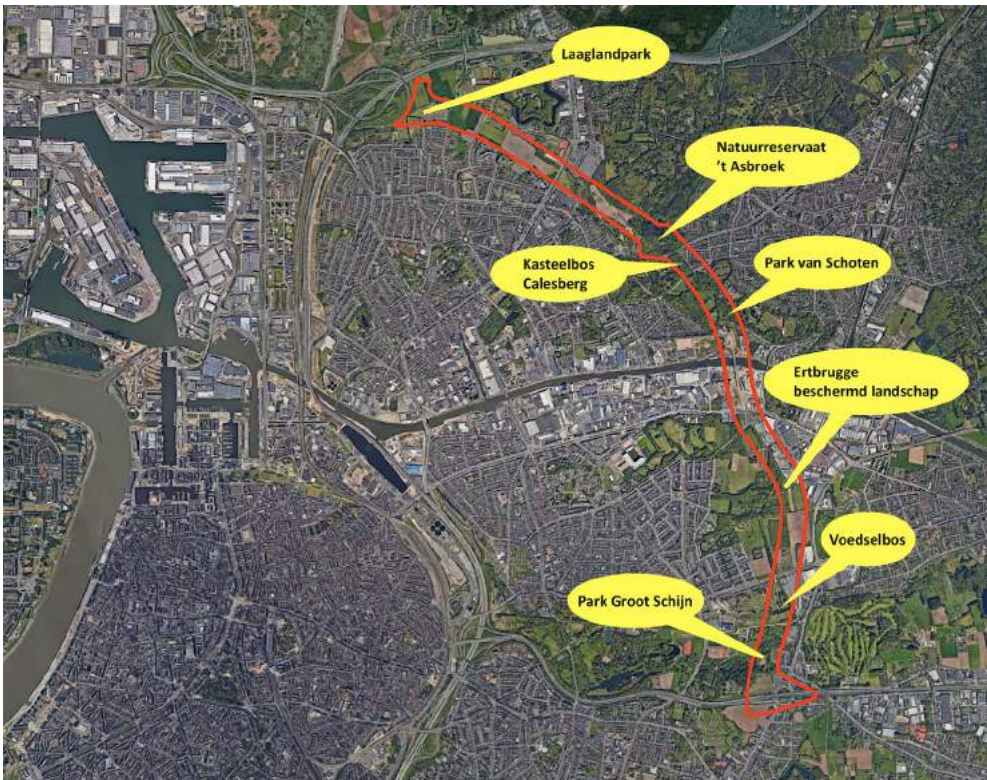 Laaglandpark
Natuurreservaat
't Asbroek
Kasteelbos
Calesberg
Park van Schoten
Ertbrugge
beschermd landschap
Voedselbos
Park Groot Schijn